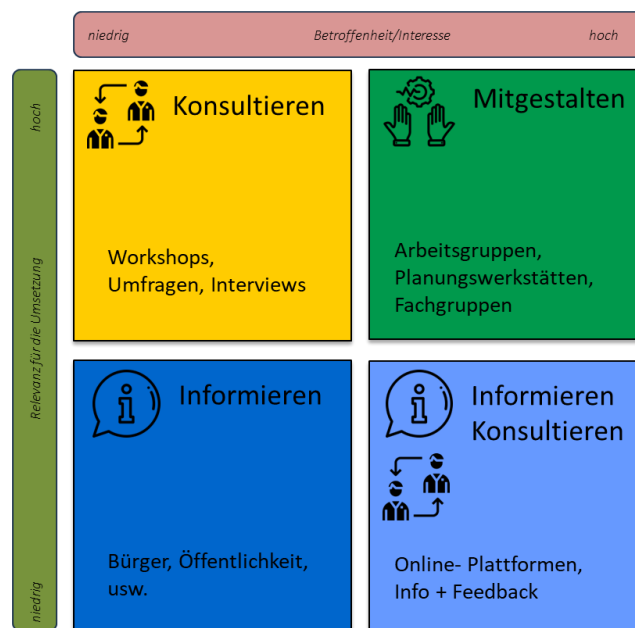 niedrig Betroffenheit/Interesse hoch
hoch
Relevanz für die Umsetzung
niedrig
Konsultieren
Workshops,
Umfragen, Interviews
Mitgestalten
Arbeitsgruppen,
Planungswerkstätten,
Fachgruppen
Informieren
Bürger, Öffentlichkeit,
usw.
Informieren
Konsultieren
Online- Plattformen,
Info + Feedback